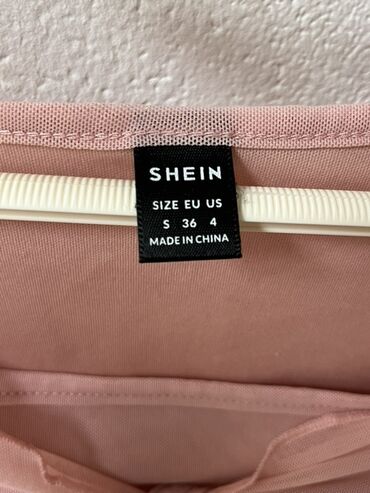 SHEIN
SIZE EU US
S 36 4
MADE IN CHINA